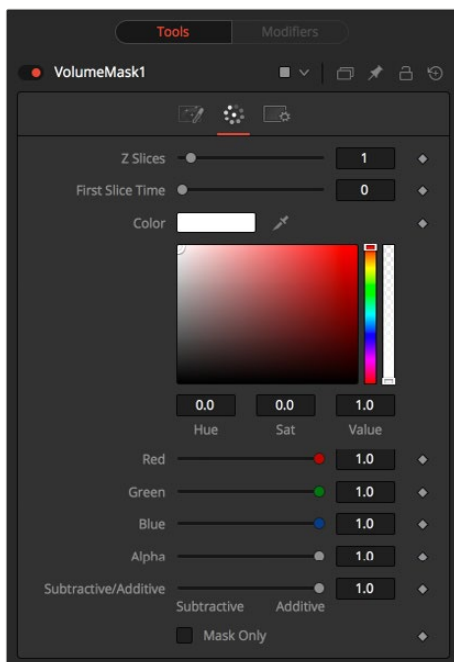 Tools Modifiers
VolumeMask1
Z Slices 1
First Slice Time 0
Color
0.0 0.0 1.0
Hue Sat Value
Red 1.0
Green 1.0
Blue 1.0
Alpha 1.0
Subtractive/Additive 1.0
Subtractive Additive
Mask Only